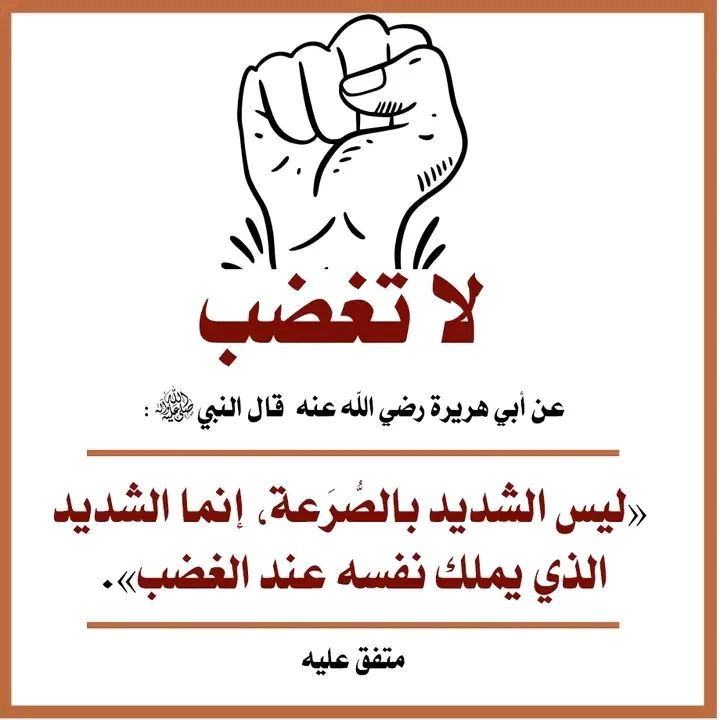 لا تغضب
عن أبي هريرة رضي الله عنه قال النبي ﷺ :
«ليس الشديد بالصُّرَعة، إنما الشديد
الذي يملك نفسه عند الغضب».
متفق عليه